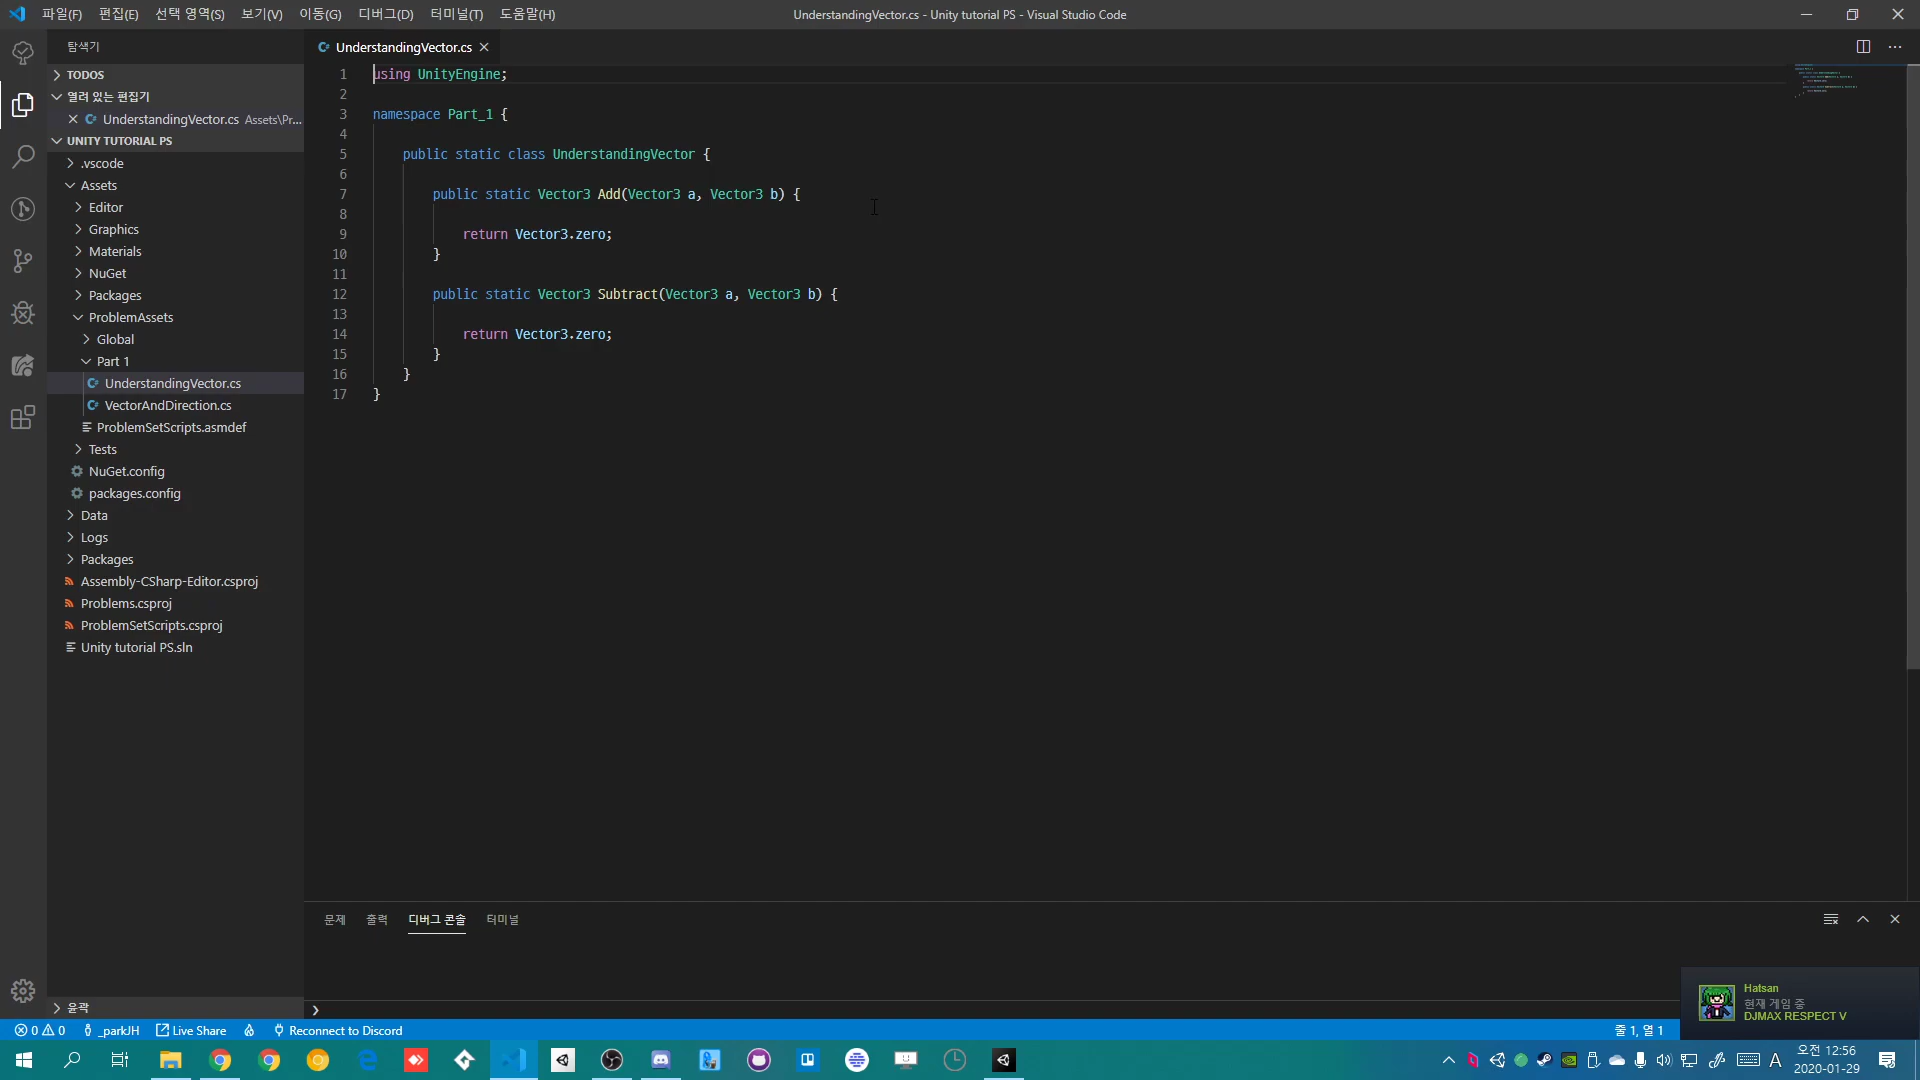 파일(F) 편집(E) 선택 영역(S) 보기(V) 이동(G) 디버그(D) 터미널(T) 도움말(H)
UnderstandingVector.cs - Unity tutorial PS - Visual Studio Code
탐색기
TODOS
열려 있는 편집기
UnderstandingVector.cs Assets\Pr...
UNITY TUTORIAL PS
.vscode
Assets
Editor
Graphics
Materials
NuGet
Packages
ProblemAssets
Global
Part 1
UnderstandingVector.cs
VectorAndDirection.cs
ProblemSetScripts.asmdef
Tests
NuGet.config
packages.config
Data
Logs
Packages
Assembly-CSharp-Editor.csproj
Problems.csproj
ProblemSetScripts.csproj
Unity tutorial PS.sln
윤곽
UnderstandingVector.cs
1 using UnityEngine;
2
3 namespace Part_1 {
4
5 public static class UnderstandingVector {
6
7 public static Vector3 Add(Vector3 a, Vector3 b) {
8
9 return Vector3.zero;
10 }
11
12 public static Vector3 Subtract(Vector3 a, Vector3 b) {
13
14 return Vector3.zero;
15 }
16 }
17 }
문제 출력 디버그 콘솔 터미널
Hatsan
현재 게임 중
DJMAX RESPECT V
0 0 _parkJH Live Share Reconnect to Discord
줄 1, 열 1
A
오전 12:56
2020-01-29